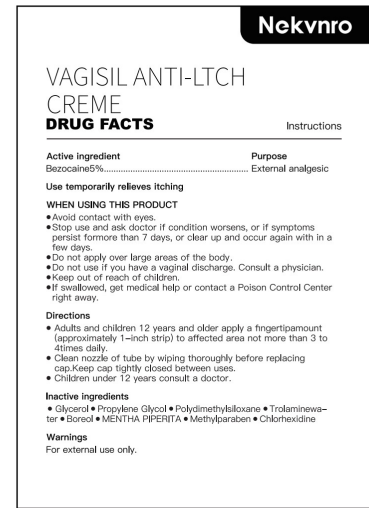 Nekvnro
VAGISIL ANTI-LTCH
CREME
DRUG FACTS Instructions
Active ingredient Purpose
Bezocaine5%................................................ External analgesic
Use temporarily relieves itching
WHEN USING THIS PRODUCT
●Avoid contact with eyes.
●Stop use and ask doctor if condition worsens, or if symptoms
persist formore than 7 days, or clear up and occur again with in a
few days.
●Do not apply over large areas of the body.
●Do not use if you have a vaginal discharge. Consult a physician.
●Keep out of reach of children.
●If swallowed, get medical help or contact a Poison Control Center
right away.
Directions
● Adults and children 12 years and older apply a fingertipamount
(approximately 1-inch strip) to affected area not more than 3 to
4times daily.
● Clean nozzle of tube by wiping thoroughly before replacing
cap.Keep cap tightly closed between uses.
● Children under 12 years consult a doctor.
Inactive ingredients
● Glycerol ● Propylene Glycol ● Polydimethylsiloxane ● Trolaminewa-
ter ● Boreol ● MENTHA PIPERITA ● Methylparaben ● Chlorhexidine
Warnings
For external use only.